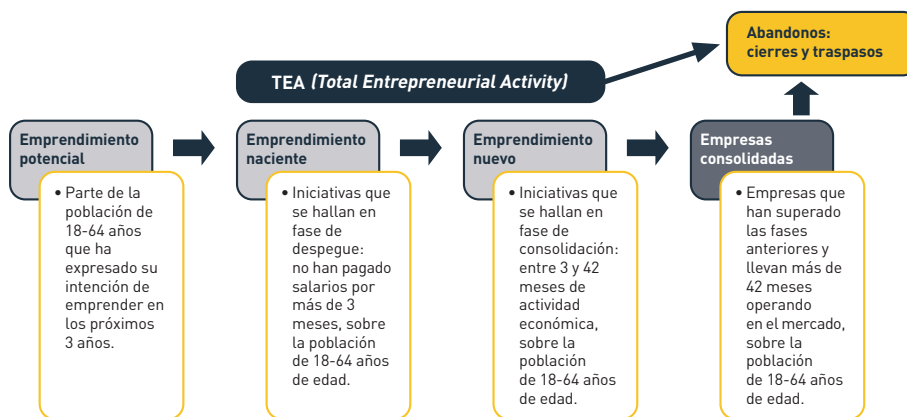 Abandonos:
cierres y traspasos
TEA (Total Entrepreneurial Activity)
Emprendimiento
potencial
• Parte de la
población de
18-64 años
que ha
expresado su
intención de
emprender en
los próximos
3 años.
Emprendimiento
naciente
• Iniciativas que
se hallan en
fase de
despegue:
no han pagado
salarios por
más de 3
meses, sobre
la población
de 18-64 años
de edad.
Emprendimiento
nuevo
• Iniciativas que
se hallan en
fase de
consolidación:
entre 3 y 42
meses de
actividad
económica,
sobre la
población
de 18-64 años
de edad.
Empresas
consolidadas
• Empresas que
han superado
las fases
anteriores y
llevan más de
42 meses
operando
en el mercado,
sobre la
población
de 18-64 años de
edad.